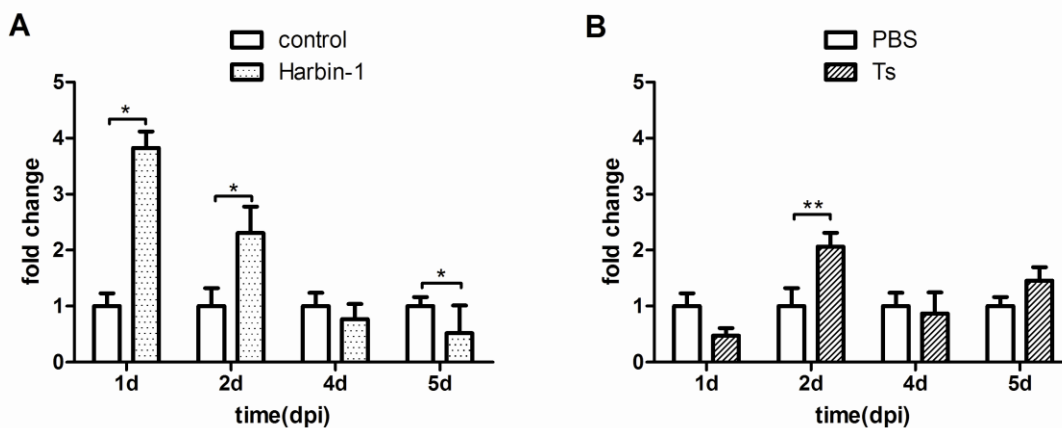 A
control
Harbin-1
fold change
5
4
3
2
1
0
*
*
*
1d 2d 4d 5d
time(dpi)
B
PBS
Ts
fold change
5
4
3
2
1
0
**
1d 2d 4d 5d
time(dpi)